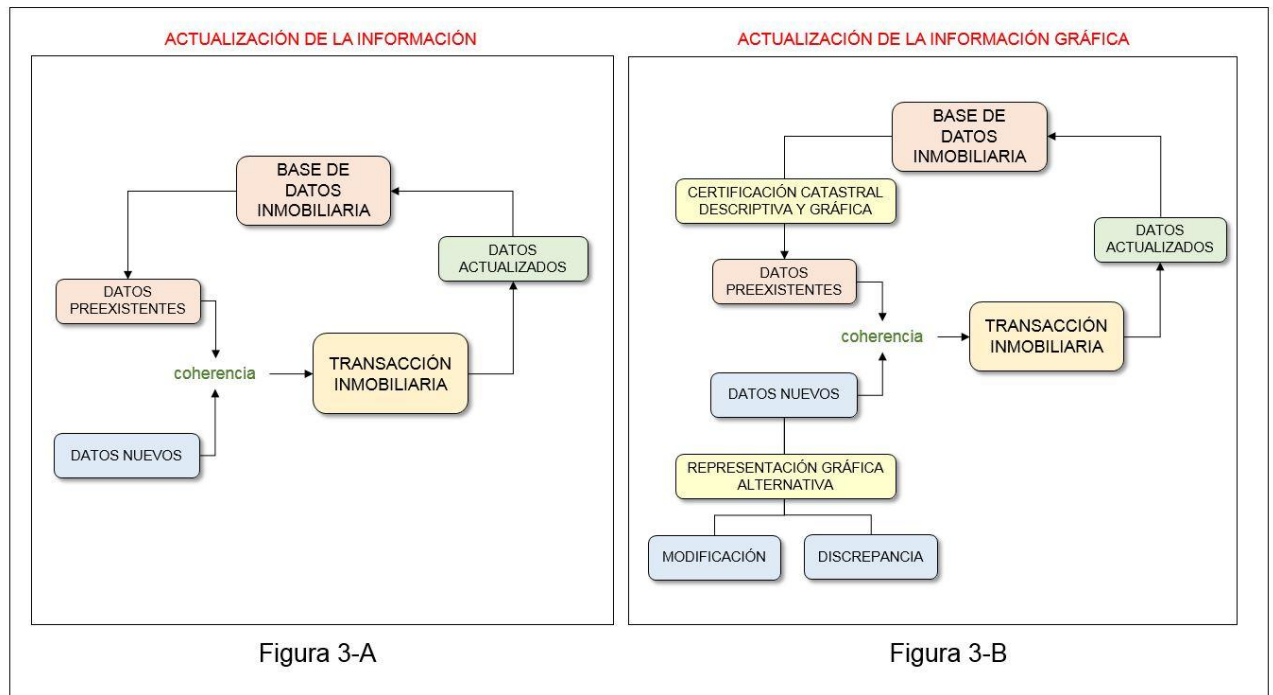 ACTUALIZACIÓN DE LA INFORMACIÓN
BASE DE
DATOS
INMOBILIARIA
DATOS
ACTUALIZADOS
DATOS
PREEXISTENTES
coherencia
TRANSACCIÓN
INMOBILIARIA
DATOS NUEVOS
Figura 3-A
ACTUALIZACIÓN DE LA INFORMACIÓN GRÁFICA
BASE DE
DATOS
INMOBILIARIA
CERTIFICACIÓN CATASTRAL
DESCRIPTIVA Y GRÁFICA
DATOS
ACTUALIZADOS
DATOS
PREEXISTENTES
coherencia
TRANSACCIÓN
INMOBILIARIA
DATOS NUEVOS
REPRESENTACIÓN GRÁFICA
ALTERNATIVA
MODIFICACIÓN
DISCREPANCIA
Figura 3-B